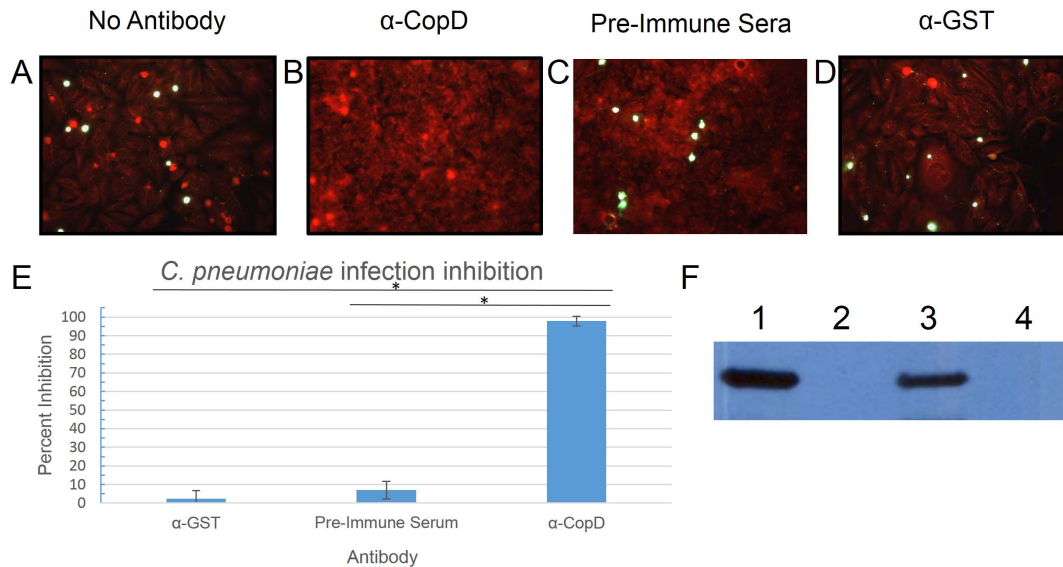 No Antibody
α-CopD
Pre-Immune Sera
α-GST
A
B
C
D
E
C. pneumoniae infection inhibition
*
*
Percent Inhibition
100
90
80
70
60
50
40
30
20
10
0
α-GST
Pre-Immune Serum
α-CopD
Antibody
F
1 2 3 4